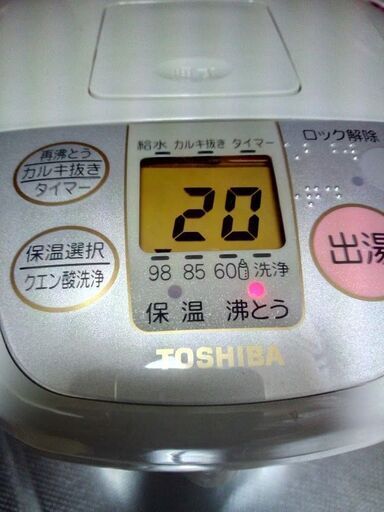 給水 カルキ抜き タイマー
ロック解除
再沸とう
カルキ抜き
タイマー
20
出湯
保温選択
クエン酸洗浄
98 85 60 洗浄
保温 沸とう
TOSHIBA